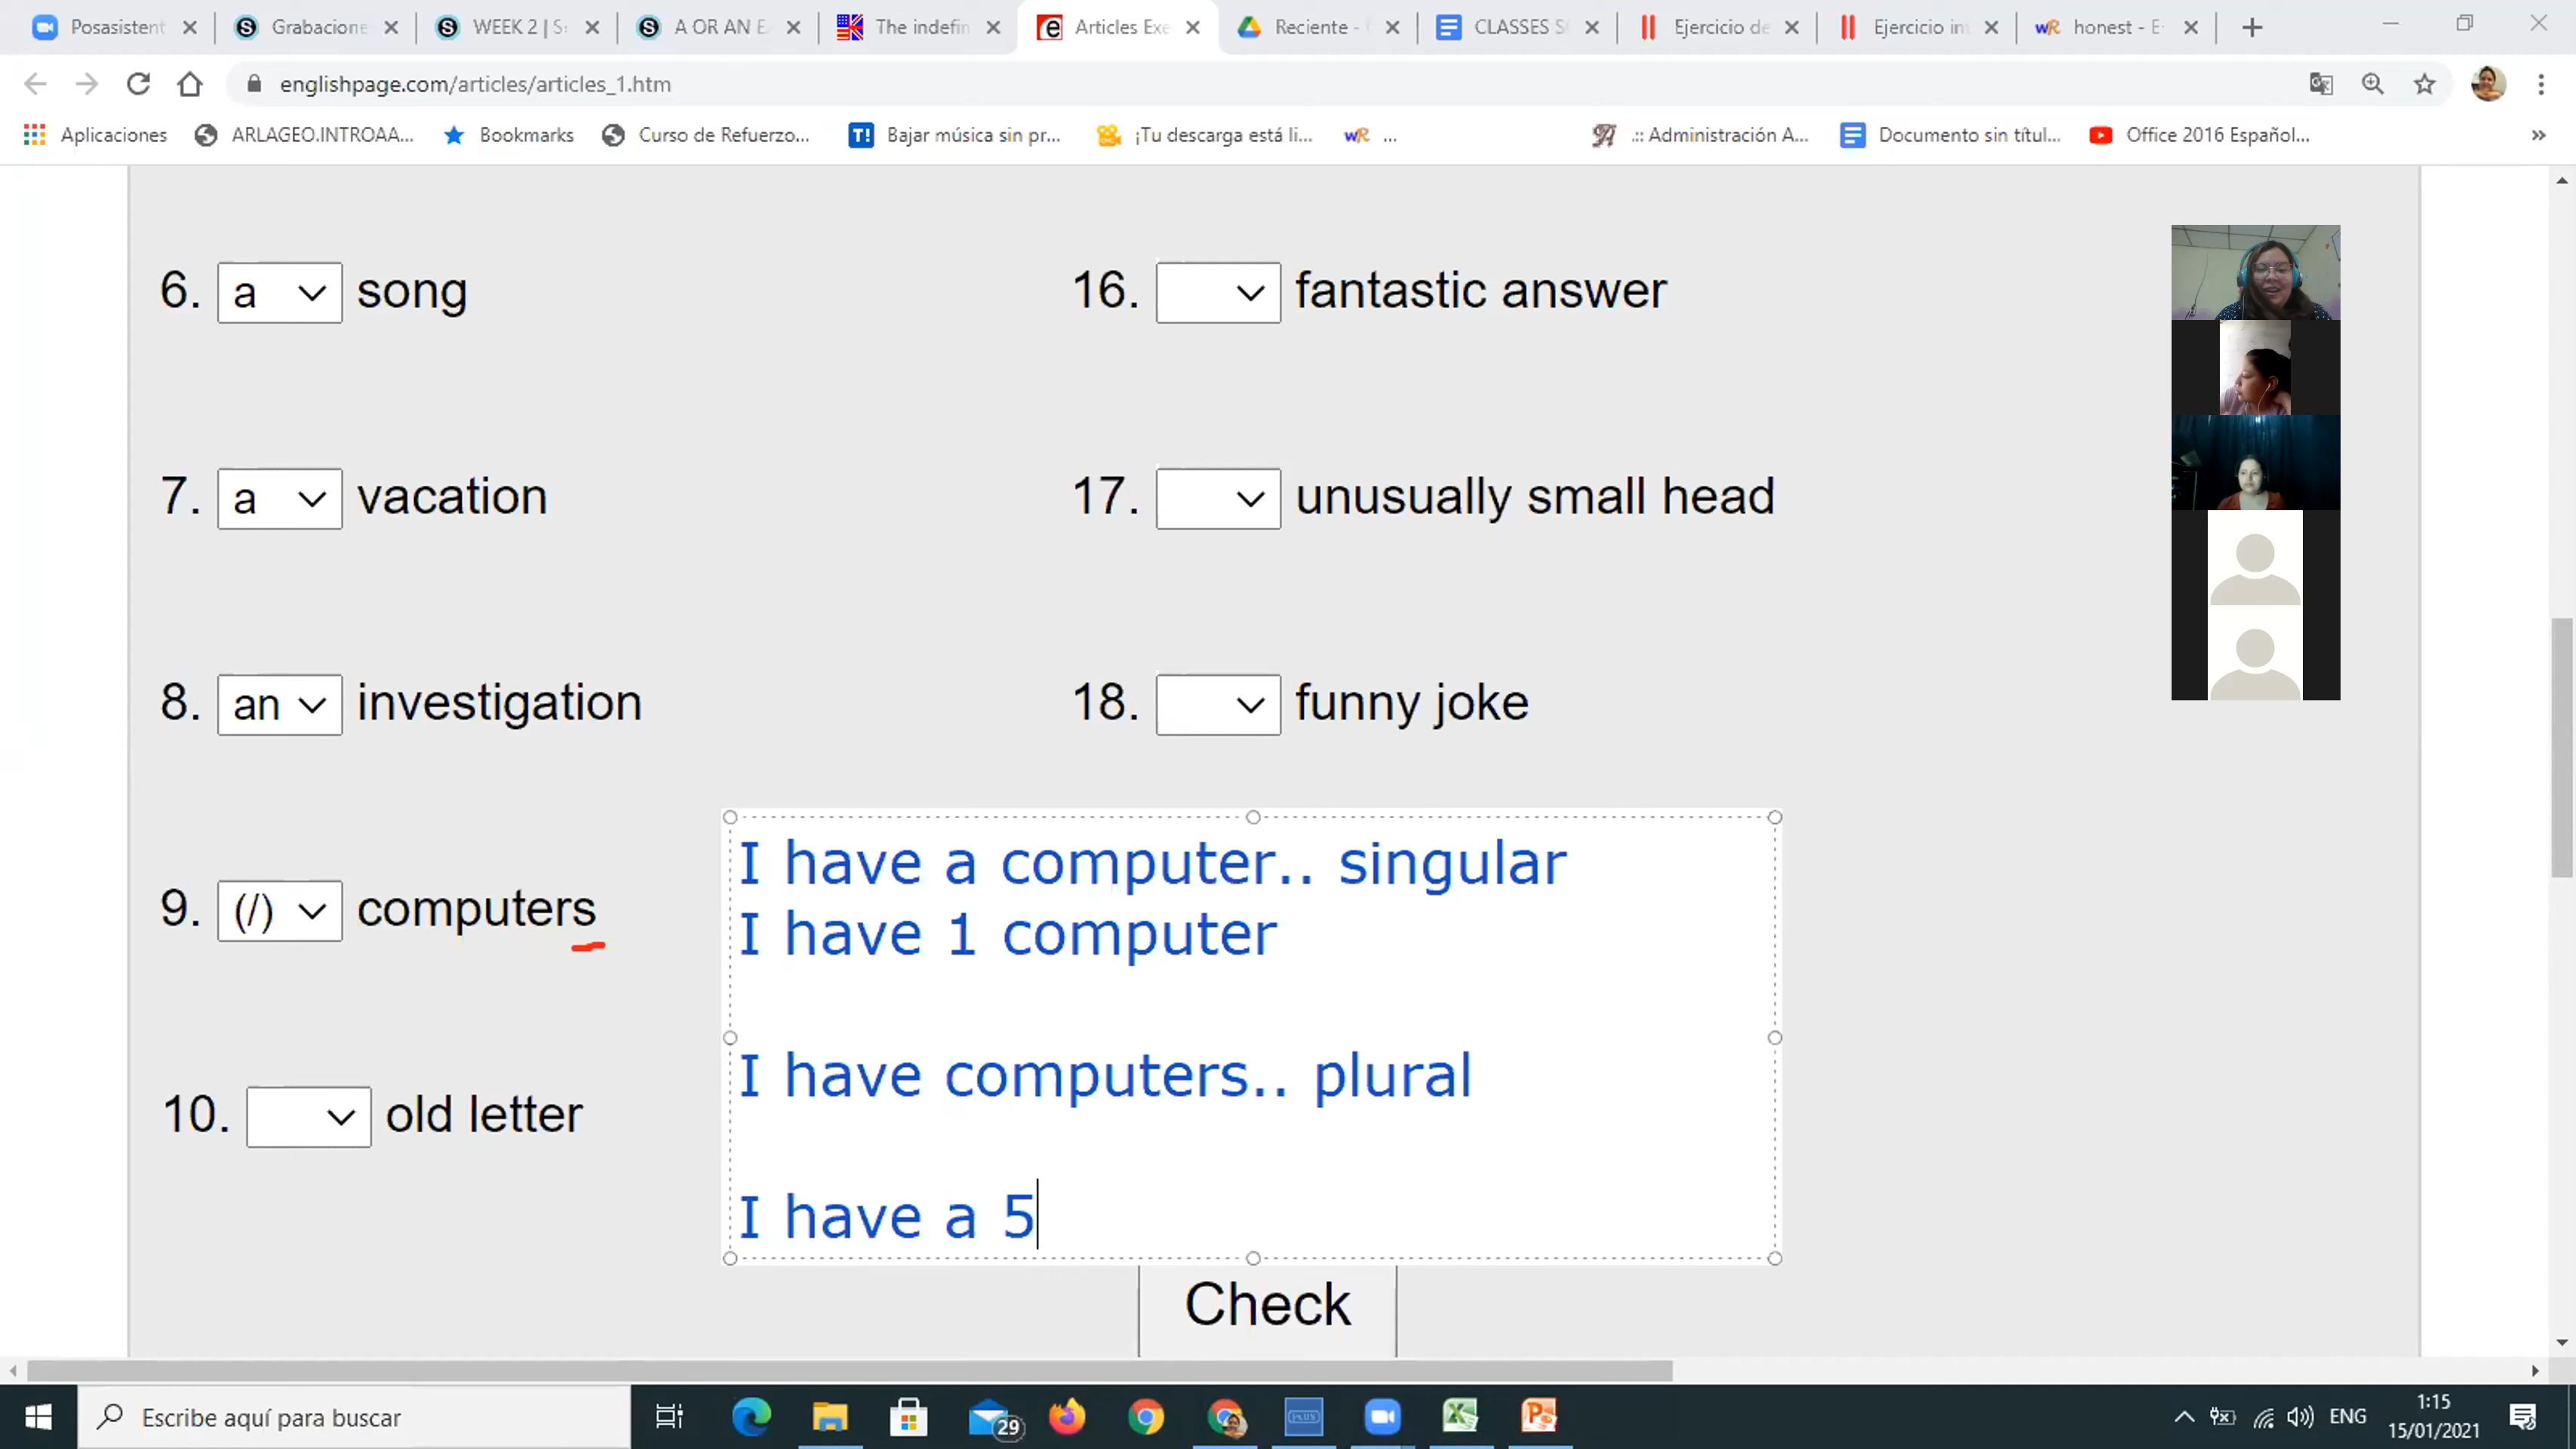 Posasistent
Grabacione
WEEK 2 | S
A OR AN E
The indefin
Articles Exe
Reciente -
CLASSES S
Ejercicio de
Ejercicio in
honest - E
englishpage.com/articles/articles_1.htm
Aplicaciones
ARLAGEO.INTROAA...
Bookmarks
Curso de Refuerzo...
Bajar música sin pr...
¡Tu descarga está li...
...
.:: Administración A...
Documento sin títul...
Office 2016 Español...
»
6. a song
16. fantastic answer
7. a vacation
17. unusually small head
8. an investigation
18. funny joke
9. (/) computers
I have a computer.. singular
I have 1 computer
I have computers.. plural
10. old letter
I have a 5
Check
Escribe aquí para buscar
29
ENG
1:15
15/01/2021